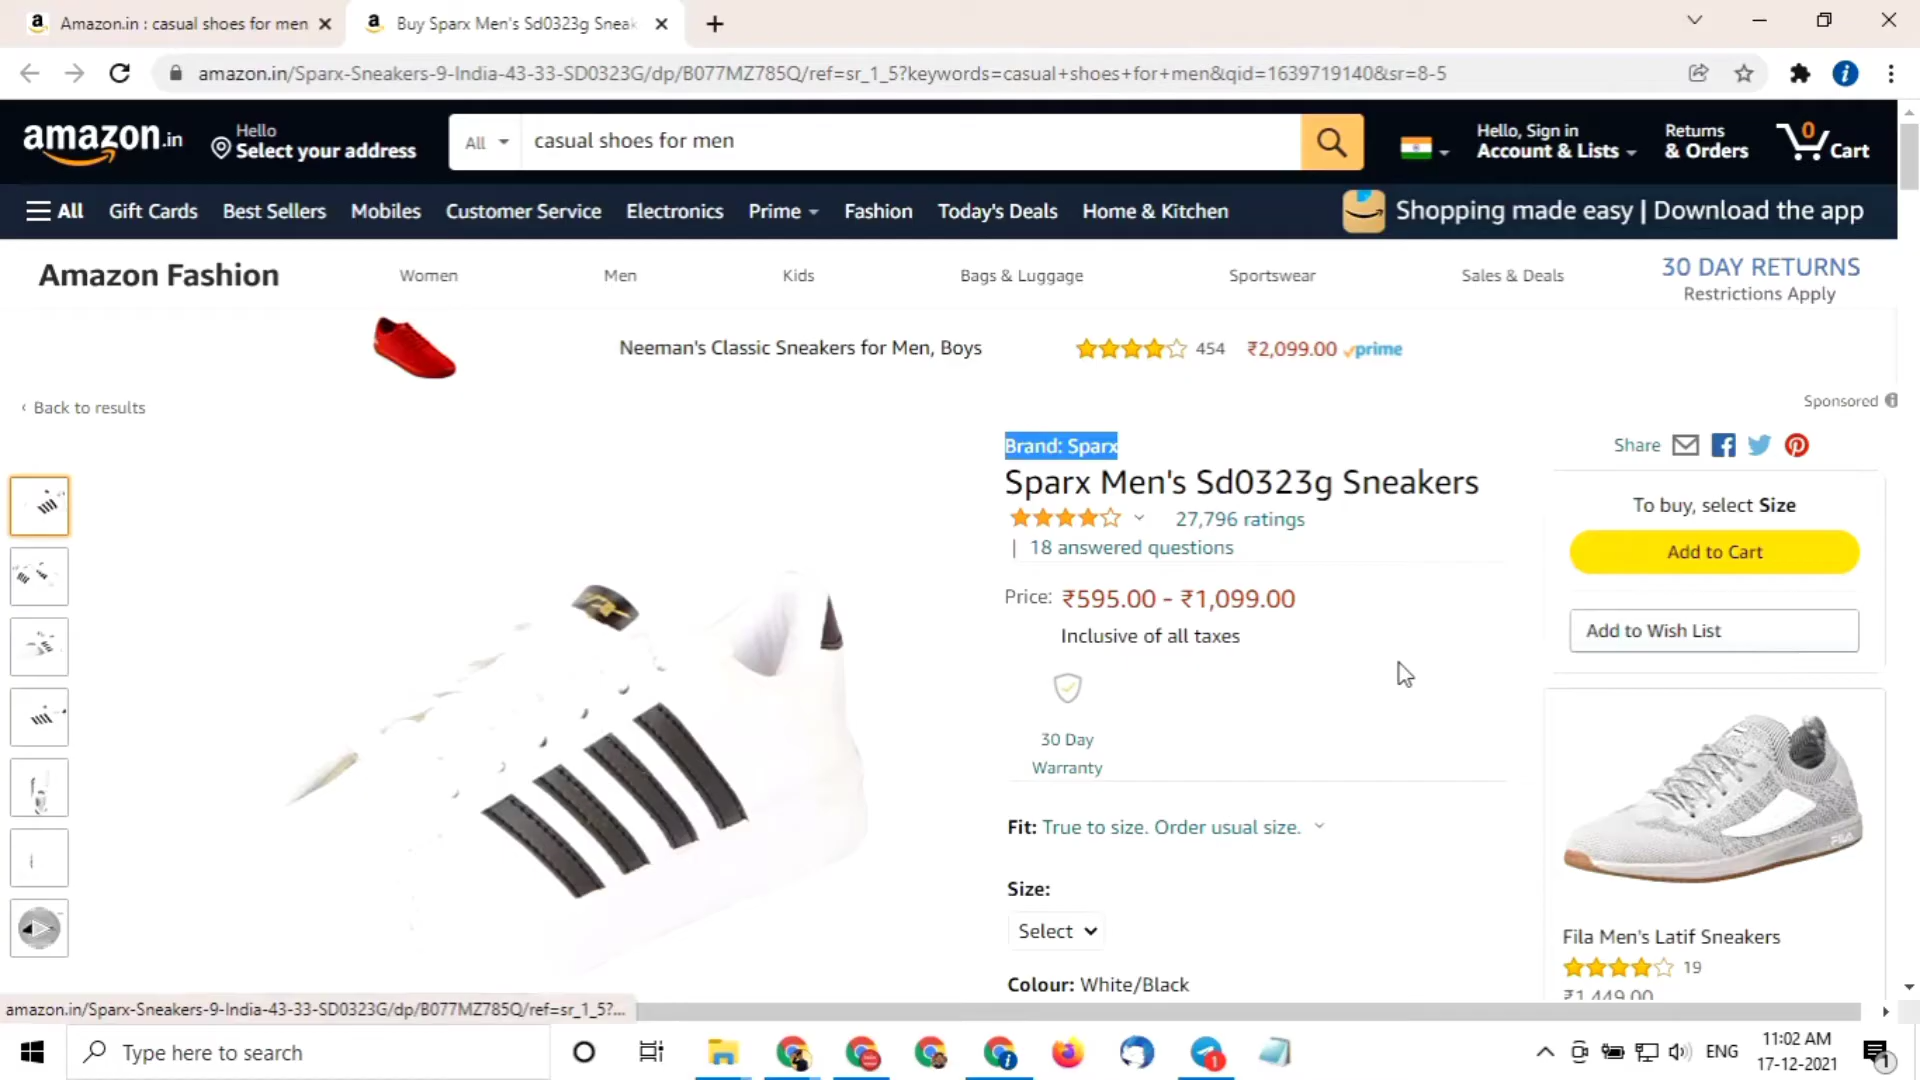 Amazon.in : casual shoes for men
Buy Sparx Men's Sd0323g Sneak
amazon.in/Sparx-Sneakers-9-India-43-33-SD0323G/dp/B077MZ785Q/ref=sr_1_5?keywords=casual+shoes+for+men&qid=1639719140&sr=8-5
amazon.in
Hello
Select your address
All
casual shoes for men
Hello, Sign in
Account & Lists
Returns
& Orders
0
Cart
All Gift Cards Best Sellers Mobiles Customer Service Electronics Prime Fashion Today's Deals Home & Kitchen
Shopping made easy | Download the app
Amazon Fashion Women Men Kids Bags & Luggage Sportswear Sales & Deals
30 DAY RETURNS
Restrictions Apply
Neeman's Classic Sneakers for Men, Boys 454 ₹2,099.00 prime
Sponsored
‹ Back to results
Brand: Sparx
Sparx Men's Sd0323g Sneakers
27,796 ratings
| 18 answered questions
Price: ₹595.00 - ₹1,099.00
Inclusive of all taxes
30 Day
Warranty
Fit: True to size. Order usual size.
Size:
Select
Colour: White/Black
Share
To buy, select Size
Add to Cart
Add to Wish List
FILA
Fila Men's Latif Sneakers
19
₹1,449.00
amazon.in/Sparx-Sneakers-9-India-43-33-SD0323G/dp/B077MZ785Q/ref=sr_1_5?...
Type here to search
1
ENG
11:02 AM
17-12-2021
1